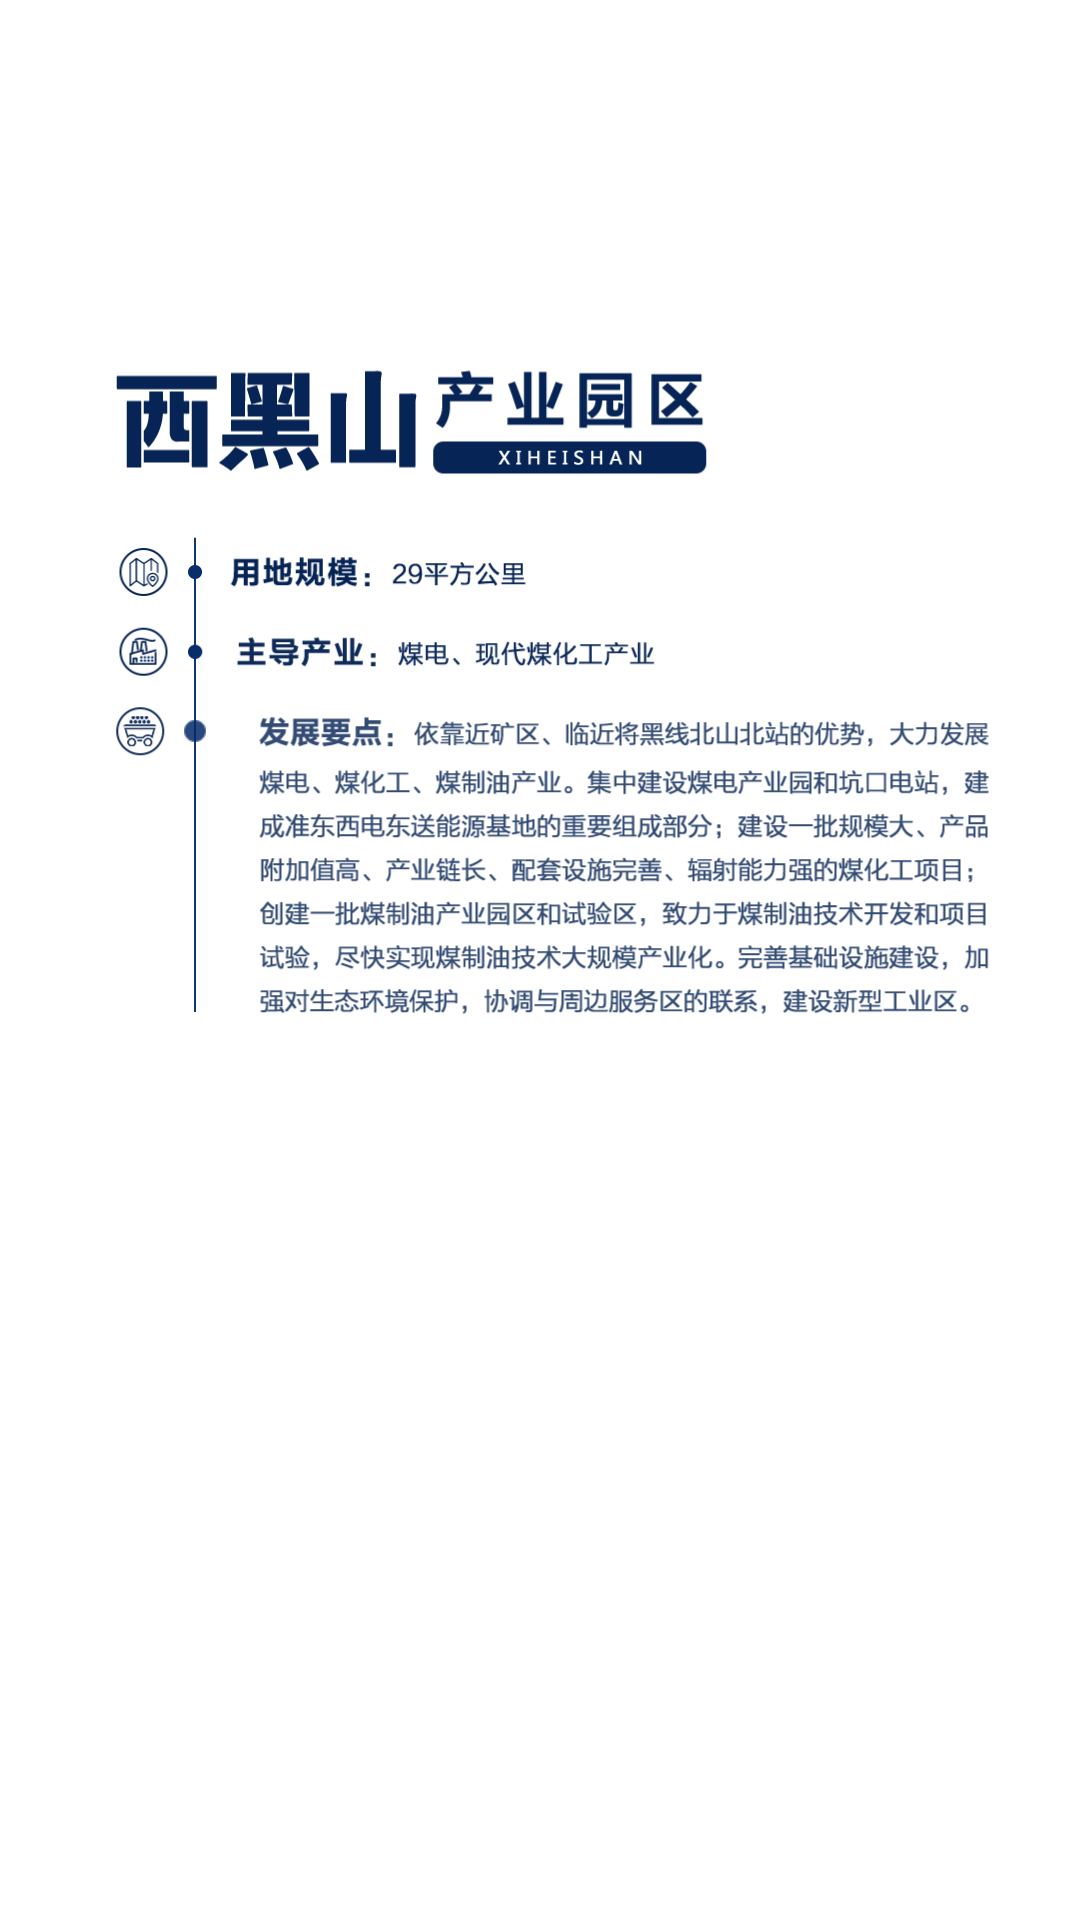 西黑山产业园区
XIHEISHAN
用地规模：29平方公里
主导产业：煤电、现代煤化工产业
发展要点：依靠近矿区、临近将黑线北山北站的优势，大力发展
煤电、煤化工、煤制油产业。集中建设煤电产业园和坑口电站，建
成准东西电东送能源基地的重要组成部分；建设一批规模大、产品
附加值高、产业链长、配套设施完善、辐射能力强的煤化工项目；
创建一批煤制油产业园区和试验区，致力于煤制油技术开发和项目
试验，尽快实现煤制油技术大规模产业化。完善基础设施建设，加
强对生态环境保护，协调与周边服务区的联系，建设新型工业区。